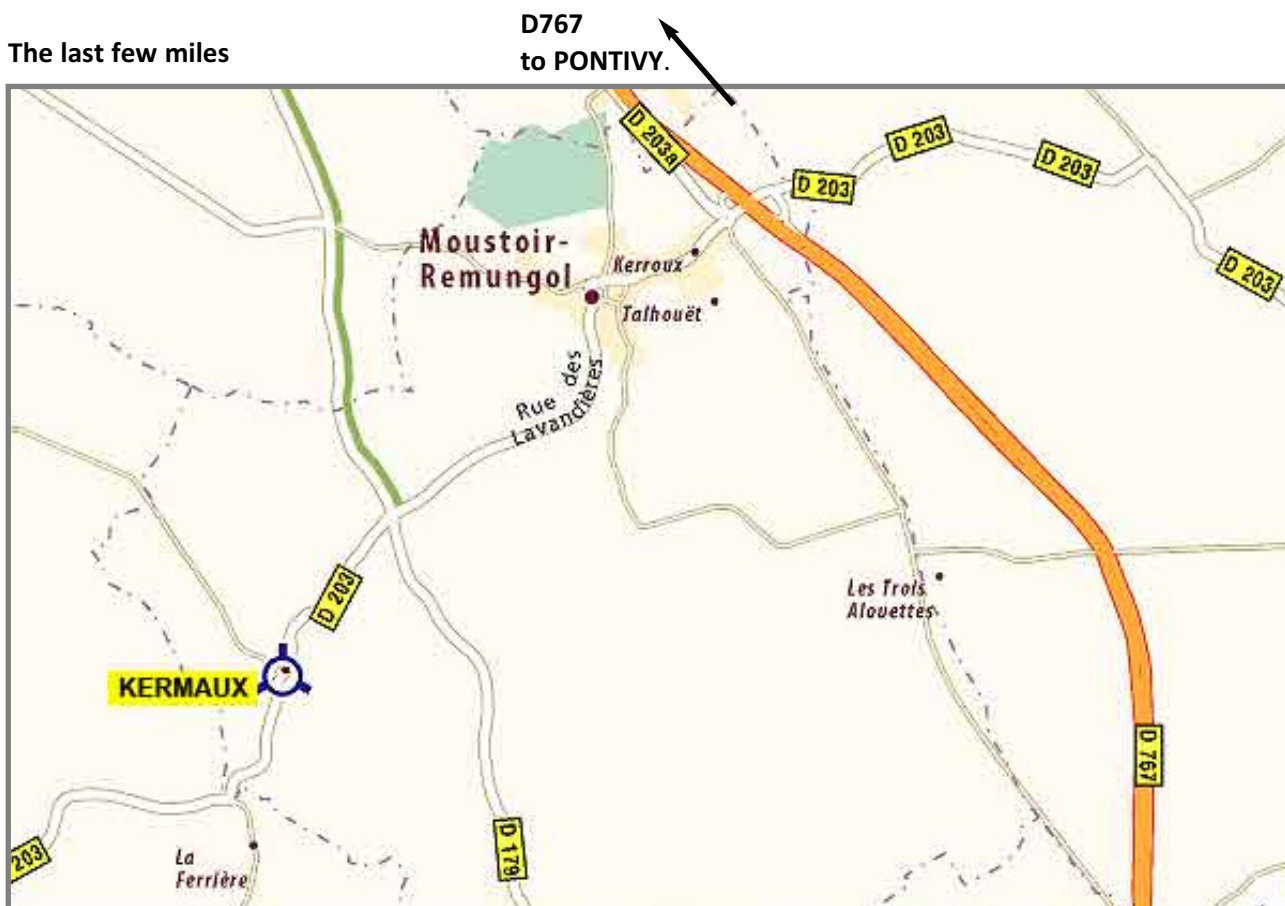 D767
to PONTIVY.
The last few miles
D 203a
D 203
D 203
D 203
D 203
Moustoir-
Remungol
Kerroux
Talhouët
Rue des
Lavandières
Les Trois
Alouettes
D 203
KERMAUX
D 767
D 179
203
La
Ferrière